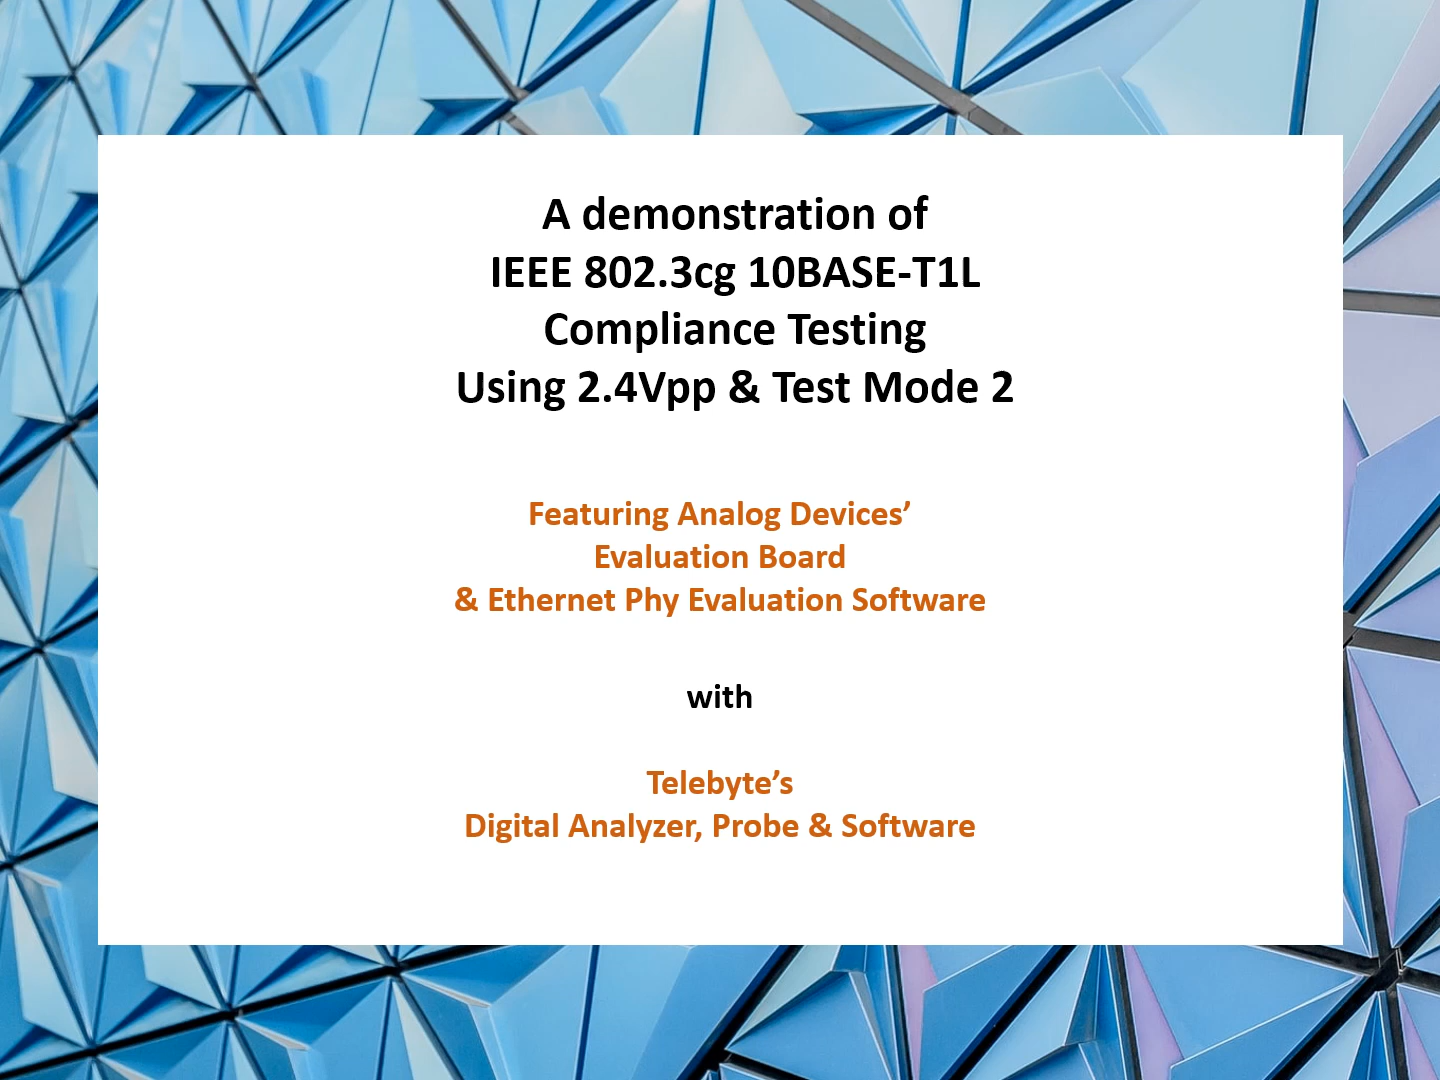 A demonstration of
IEEE 802.3cg 10BASE-T1L
Compliance Testing
Using 2.4Vpp & Test Mode 2
Featuring Analog Devices’
Evaluation Board
& Ethernet Phy Evaluation Software
with
Telebyte’s
Digital Analyzer, Probe & Software